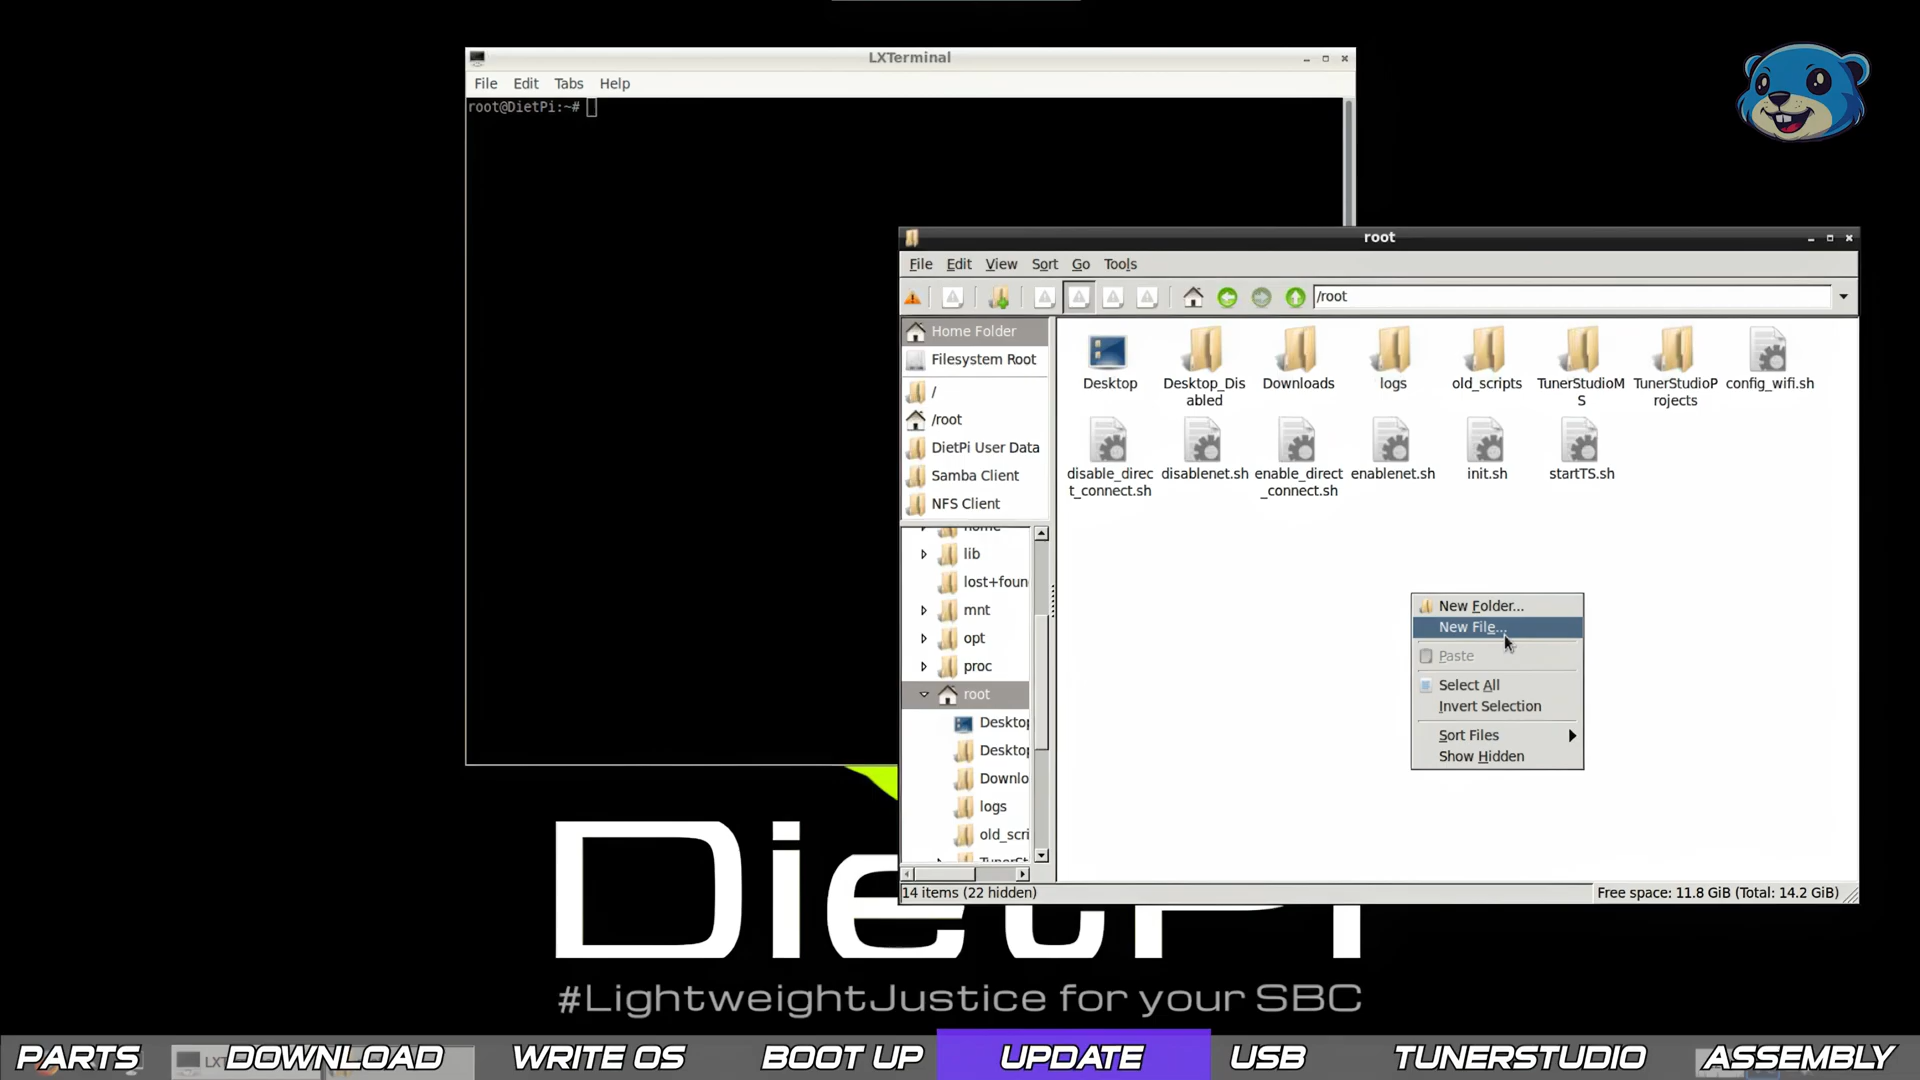 LXTerminal
File Edit Tabs Help
root@DietPi:~#
root
File Edit View Sort Go Tools
/root
Home Folder
Filesystem Root
/
/root
DietPi User Data
Samba Client
NFS Client
home
lib
lost+foun
mnt
opt
proc
root
Deskto
Deskto
Downlo
logs
old_scri
TunerSt
Desktop
Desktop_Dis
abled
Downloads
logs
old_scripts
TunerStudioM
S
TunerStudioP
rojects
config_wifi.sh
disable_direc
t_connect.sh
disablenet.sh
enable_direct
_connect.sh
enablenet.sh
init.sh
startTS.sh
New Folder...
New File...
Paste
Select All
Invert Selection
Sort Files
Show Hidden
14 items (22 hidden)
Free space: 11.8 GiB (Total: 14.2 GiB)
DietPi
#LightweightJustice for your SBC
PARTS
LXT
DOWNLOAD
WRITE OS
BOOT UP
UPDATE
USB
TUNERSTUDIO
ASSEMBLY